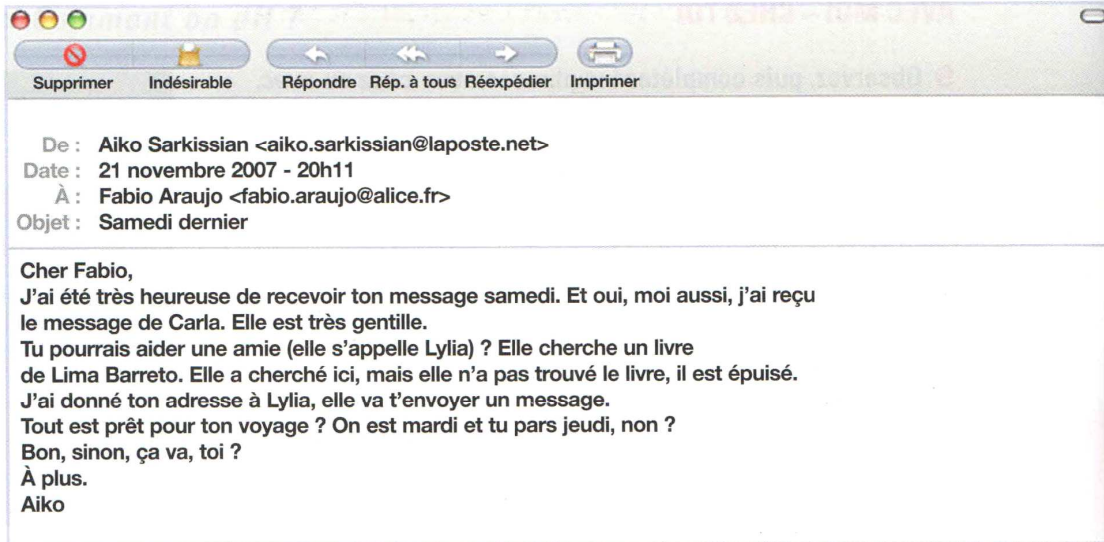 Supprimer Indésirable Répondre Rép. à tous Réexpédier Imprimer
De : Aiko Sarkissian <aiko.sarkissian@laposte.net>
Date : 21 novembre 2007 - 20h11
À : Fabio Araujo <fabio.araujo@alice.fr>
Objet : Samedi dernier
Cher Fabio,
J'ai été très heureuse de recevoir ton message samedi. Et oui, moi aussi, j'ai reçu
le message de Carla. Elle est très gentille.
Tu pourrais aider une amie (elle s'appelle Lylia) ? Elle cherche un livre
de Lima Barreto. Elle a cherché ici, mais elle n'a pas trouvé le livre, il est épuisé.
J'ai donné ton adresse à Lylia, elle va t'envoyer un message.
Tout est prêt pour ton voyage ? On est mardi et tu pars jeudi, non ?
Bon, sinon, ça va, toi ?
À plus.
Aiko